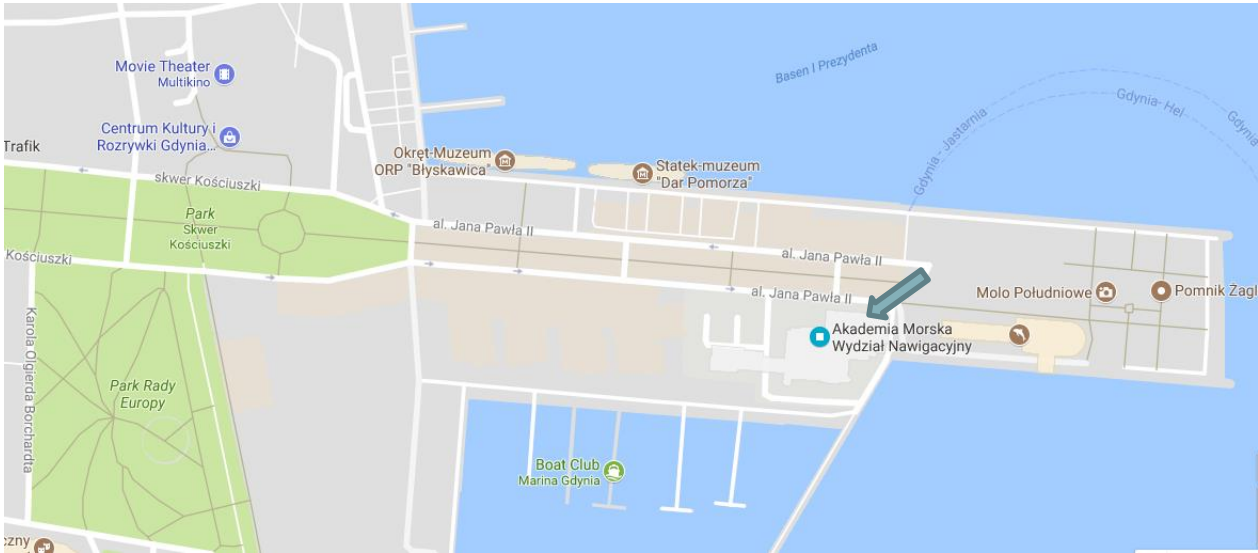 Movie Theater
Multikino
Centrum Kultury i
Rozrywki Gdynia...
Trafik
skwer Kościuszki
Park
Skwer
Kościuszki
Kościuszki
Karola Olgierda Borchardta
Park Rady
Europy
czny
Okręt-Muzeum
ORP "Błyskawica"
Statek-muzeum
"Dar Pomorza"
al. Jana Pawła II
al. Jana Pawła II
al. Jana Pawła II
Basen I Prezydenta
Gdynia - Jastarnia
Gdynia- Hel
Gdynia
Molo Południowe
Pomnik Żagl
Akademia Morska
Wydział Nawigacyjny
Boat Club
Marina Gdynia